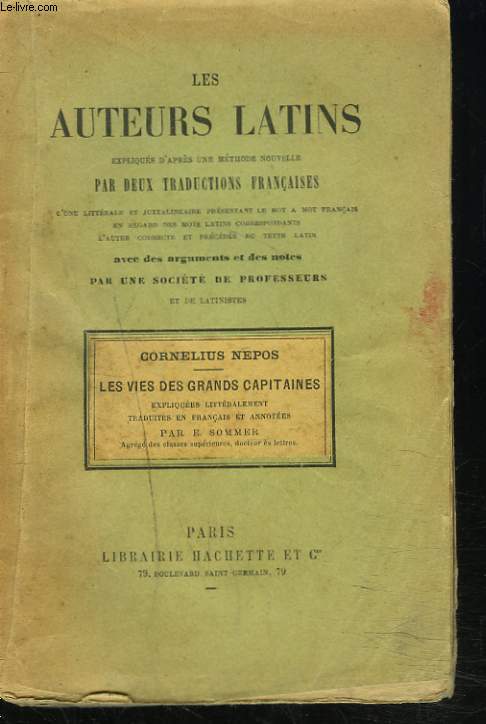 Le-livre.com
LES
AUTEURS LATINS
EXPLIQUÉS D'APRÈS UNE MÉTHODE NOUVELLE
PAR DEUX TRADUCTIONS FRANÇAISES
L'UNE LITTÉRALE ET JUXTALINÉAIRE PRÉSENTANT LE MOT A MOT FRANÇAIS
EN REGARD DES MOTS LATINS CORRESPONDANTS
L'AUTRE CORRECTE ET PRÉCÉDÉE DU TEXTE LATIN
avec des arguments et des notes
PAR UNE SOCIÉTÉ DE PROFESSEURS
ET DE LATINISTES
CORNELIUS NEPOS
LES VIES DES GRANDS CAPITAINES
EXPLIQUÉES LITTÉRALEMENT
TRADUITES EN FRANÇAIS ET ANNOTÉES
PAR E. SOMMER
Agrégé des classes supérieures, docteur ès lettres.
PARIS
LIBRAIRIE HACHETTE ET Cie
79, BOULEVARD SAINT-GERMAIN, 79